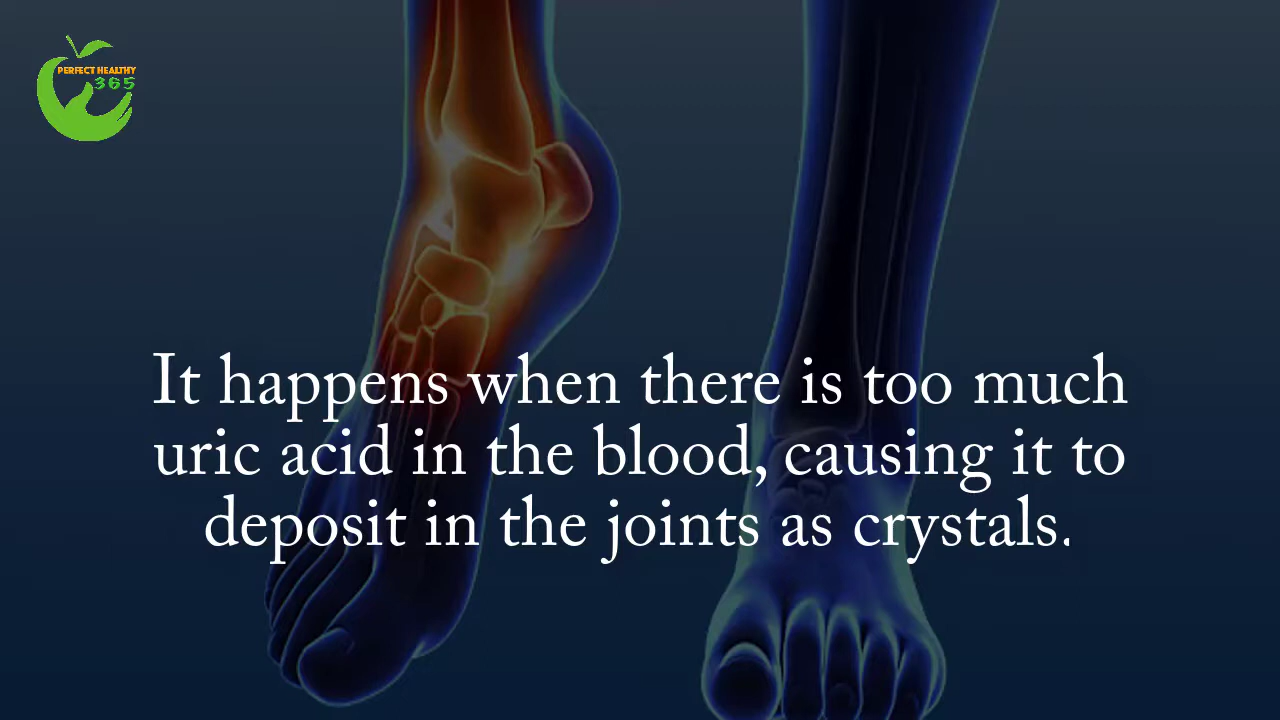 PERFECT HEALTHY
365
It happens when there is too much
uric acid in the blood, causing it to
deposit in the joints as crystals.